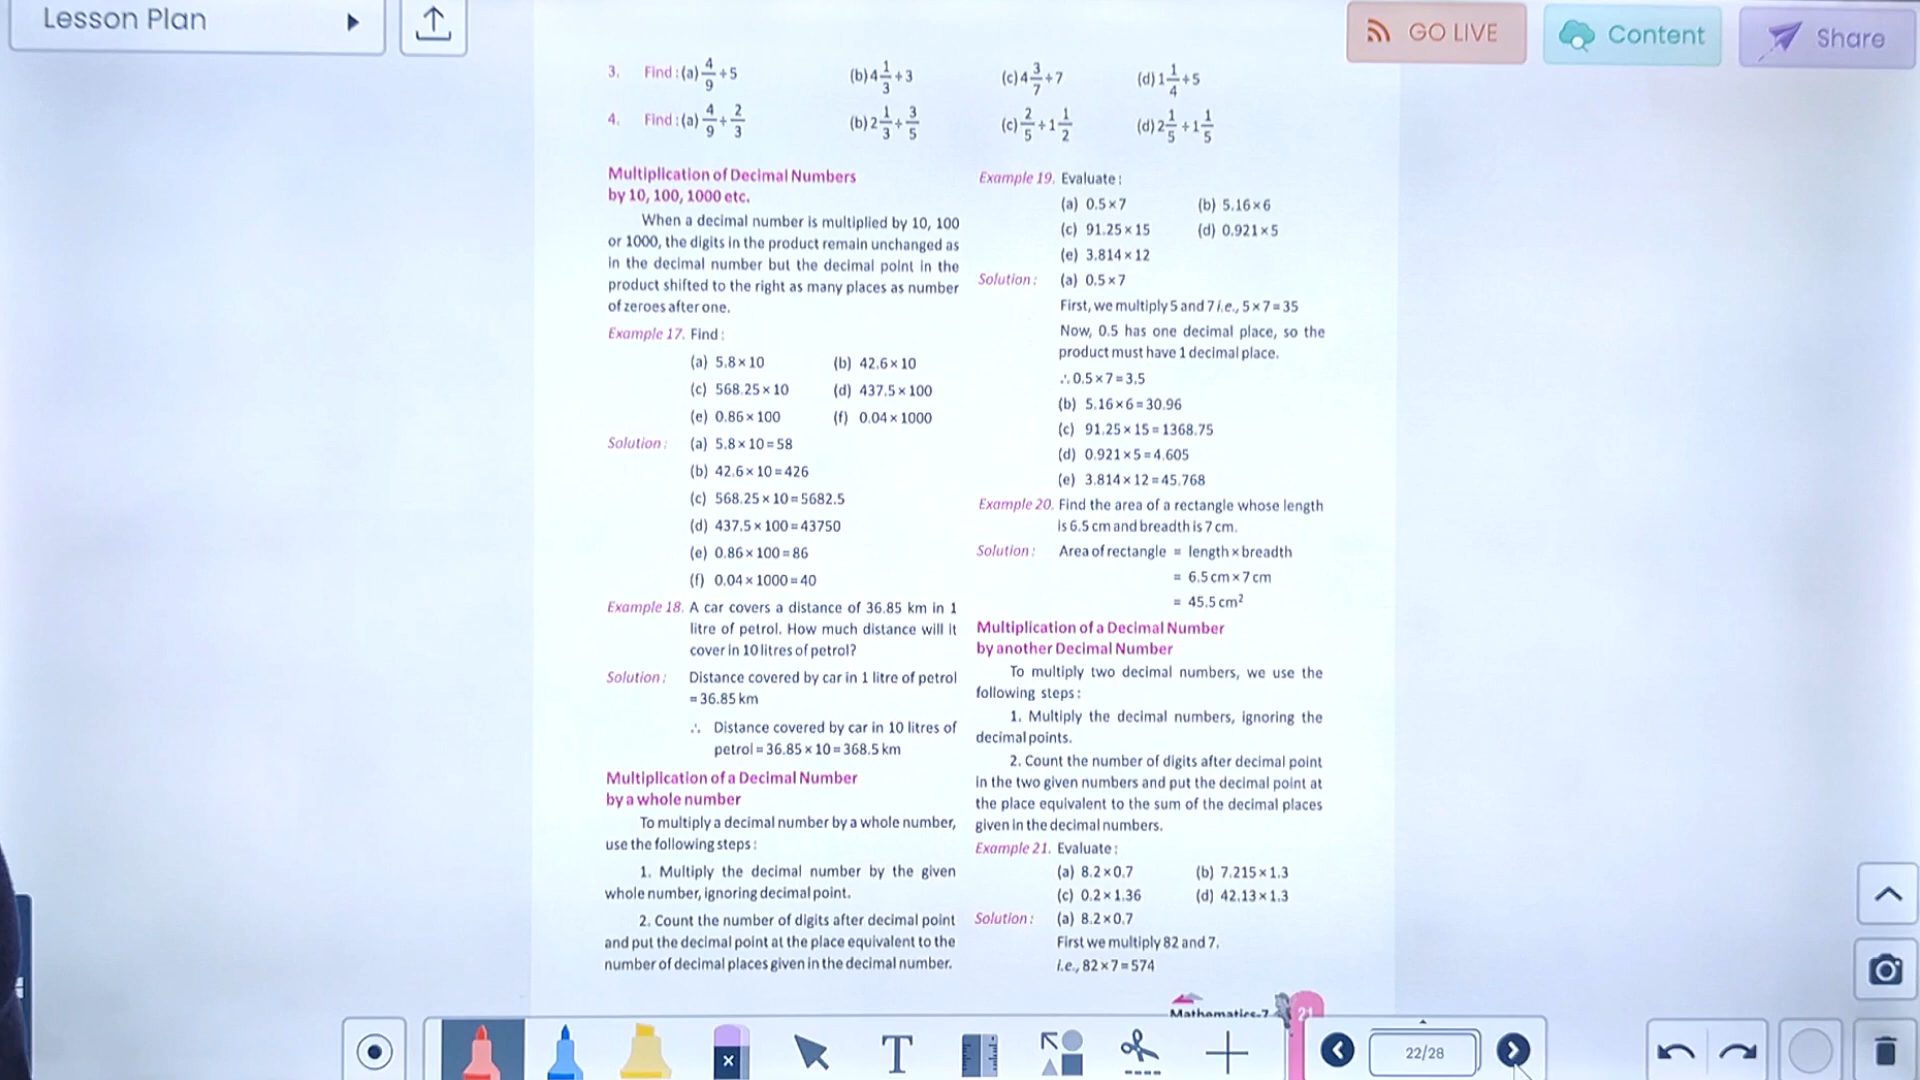 Lesson Plan
GO LIVE
Content
Share
3. Find : (a) 4/9 ÷ 5 (b) 4 1/3 ÷ 3 (c) 4 3/7 ÷ 7 (d) 1 1/4 ÷ 5
4. Find : (a) 4/9 ÷ 2/3 (b) 2 1/3 ÷ 3/5 (c) 2/5 ÷ 1 1/2 (d) 2 1/5 ÷ 1 1/5
Multiplication of Decimal Numbers
by 10, 100, 1000 etc.
When a decimal number is multiplied by 10, 100
or 1000, the digits in the product remain unchanged as
in the decimal number but the decimal point in the
product shifted to the right as many places as number
of zeroes after one.
Example 17. Find :
(a) 5.8 × 10 (b) 42.6 × 10
(c) 568.25 × 10 (d) 437.5 × 100
(e) 0.86 × 100 (f) 0.04 × 1000
Solution : (a) 5.8 × 10 = 58
(b) 42.6 × 10 = 426
(c) 568.25 × 10 = 5682.5
(d) 437.5 × 100 = 43750
(e) 0.86 × 100 = 86
(f) 0.04 × 1000 = 40
Example 18. A car covers a distance of 36.85 km in 1
litre of petrol. How much distance will it
cover in 10 litres of petrol?
Solution : Distance covered by car in 1 litre of petrol
= 36.85 km
∴ Distance covered by car in 10 litres of
petrol = 36.85 × 10 = 368.5 km
Multiplication of a Decimal Number
by a whole number
To multiply a decimal number by a whole number,
use the following steps :
1. Multiply the decimal number by the given
whole number, ignoring decimal point.
2. Count the number of digits after decimal point
and put the decimal point at the place equivalent to the
number of decimal places given in the decimal number.
Example 19. Evaluate :
(a) 0.5 × 7 (b) 5.16 × 6
(c) 91.25 × 15 (d) 0.921 × 5
(e) 3.814 × 12
Solution : (a) 0.5 × 7
First, we multiply 5 and 7 i.e., 5 × 7 = 35
Now, 0.5 has one decimal place, so the
product must have 1 decimal place.
∴ 0.5 × 7 = 3.5
(b) 5.16 × 6 = 30.96
(c) 91.25 × 15 = 1368.75
(d) 0.921 × 5 = 4.605
(e) 3.814 × 12 = 45.768
Example 20. Find the area of a rectangle whose length
is 6.5 cm and breadth is 7 cm.
Solution : Area of rectangle = length × breadth
= 6.5 cm × 7 cm
= 45.5 cm²
Multiplication of a Decimal Number
by another Decimal Number
To multiply two decimal numbers, we use the
following steps :
1. Multiply the decimal numbers, ignoring the
decimal points.
2. Count the number of digits after decimal point
in the two given numbers and put the decimal point at
the place equivalent to the sum of the decimal places
given in the decimal numbers.
Example 21. Evaluate :
(a) 8.2 × 0.7 (b) 7.215 × 1.3
(c) 0.2 × 1.36 (d) 42.13 × 1.3
Solution : (a) 8.2 × 0.7
First we multiply 82 and 7.
i.e., 82 × 7 = 574
Mathematics-7 21
T
22/28